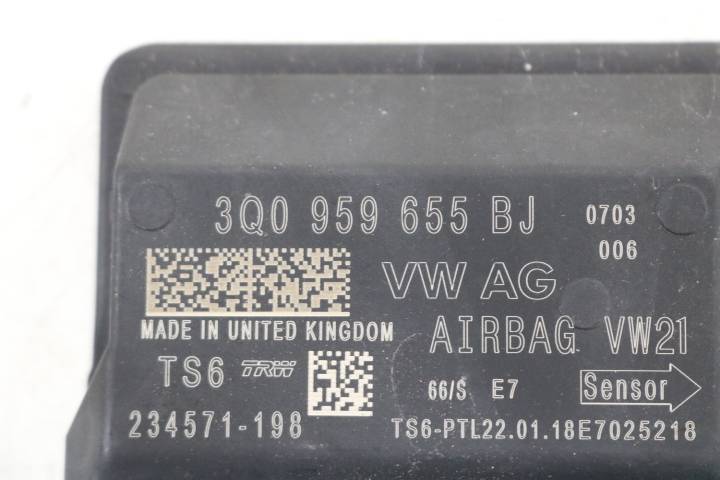 3Q0 959 655 BJ 0703
006
VW AG
MADE IN UNITED KINGDOM
AIRBAG VW21
TS6 TRW
66/S E7 Sensor
234571-198
TS6-PTL22.01.18E7025218